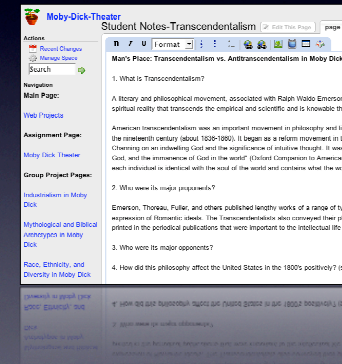 Moby-Dick-Theater
Student Notes-Transcendentalism
Edit This Page
page
Actions
Recent Changes
Manage Space
Search
Navigation
Main Page:
Web Projects
Assignment Page:
Moby Dick Theater
Group Project Pages:
Industrialism in Moby
Dick
Mythological and Biblical
Archetypes in Moby
Dick
Race, Ethnicity, and
Diversity in Moby Dick
Format
Man's Place: Transcendentalism vs. Antitranscendentalism in Moby Dick
1. What is Transcendentalism?
A literary and philosophical movement, associated with Ralph Waldo Emerson
spiritual reality that transcends the empirical and scientific and is knowable th
American transcendentalism was an important movement in philosophy and
the nineteenth century (about 1836-1860). It began as a reform movement in
Channing on an indwelling God and the significance of intuitive thought. It was
God, and the immanence of God in the world" (Oxford Companion to America
each individual is identical with the soul of the world and contains what the wo
2. Who were its major proponents?
Emerson, Thoreau, Fuller, and others published lengthy works of a range of
expression of Romantic ideals. The Transcendentalists also conveyed their
printed in the periodical publications that were important to the intellectual life
3. Who were its major opponents?
4. How did this philosophy affect the United States in the 1800's positively?